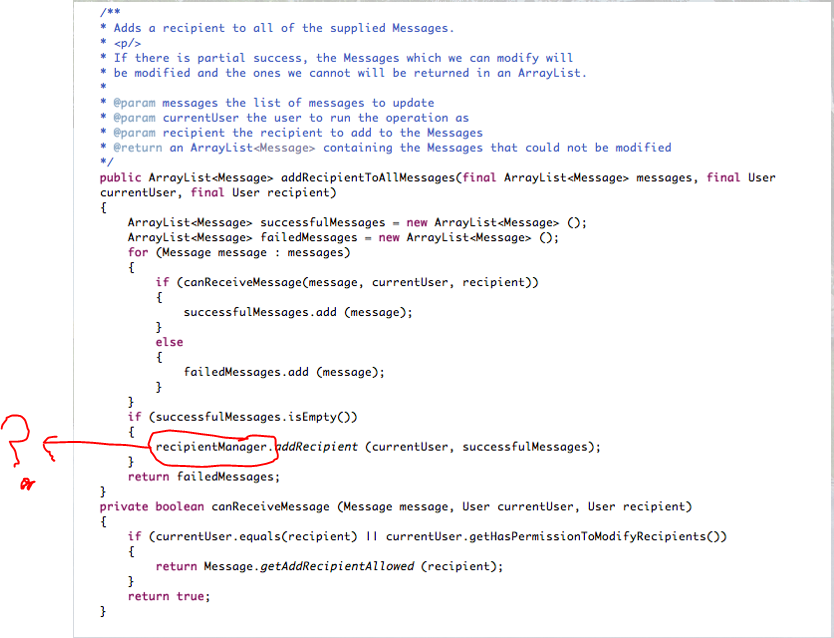 /**
* Adds a recipient to all of the supplied Messages.
* <p/>
* If there is partial success, the Messages which we can modify will
* be modified and the ones we cannot will be returned in an ArrayList.
*
* @param messages the list of messages to update
* @param currentUser the user to run the operation as
* @param recipient the recipient to add to the Messages
* @return an ArrayList<Message> containing the Messages that could not be modified
*/
public ArrayList<Message> addRecipientToAllMessages(final ArrayList<Message> messages, final User
currentUser, final User recipient)
{
ArrayList<Message> successfulMessages = new ArrayList<Message> ();
ArrayList<Message> failedMessages = new ArrayList<Message> ();
for (Message message : messages)
{
if (canReceiveMessage(message, currentUser, recipient))
{
successfulMessages.add (message);
}
else
{
failedMessages.add (message);
}
}
if (successfulMessages.isEmpty())
{
? recipientManager.addRecipient (currentUser, successfulMessages);
}
return failedMessages;
}
private boolean canReceiveMessage (Message message, User currentUser, User recipient)
{
if (currentUser.equals(recipient) || currentUser.getHasPermissionToModifyRecipients())
{
return Message.getAddRecipientAllowed (recipient);
}
return true;
}